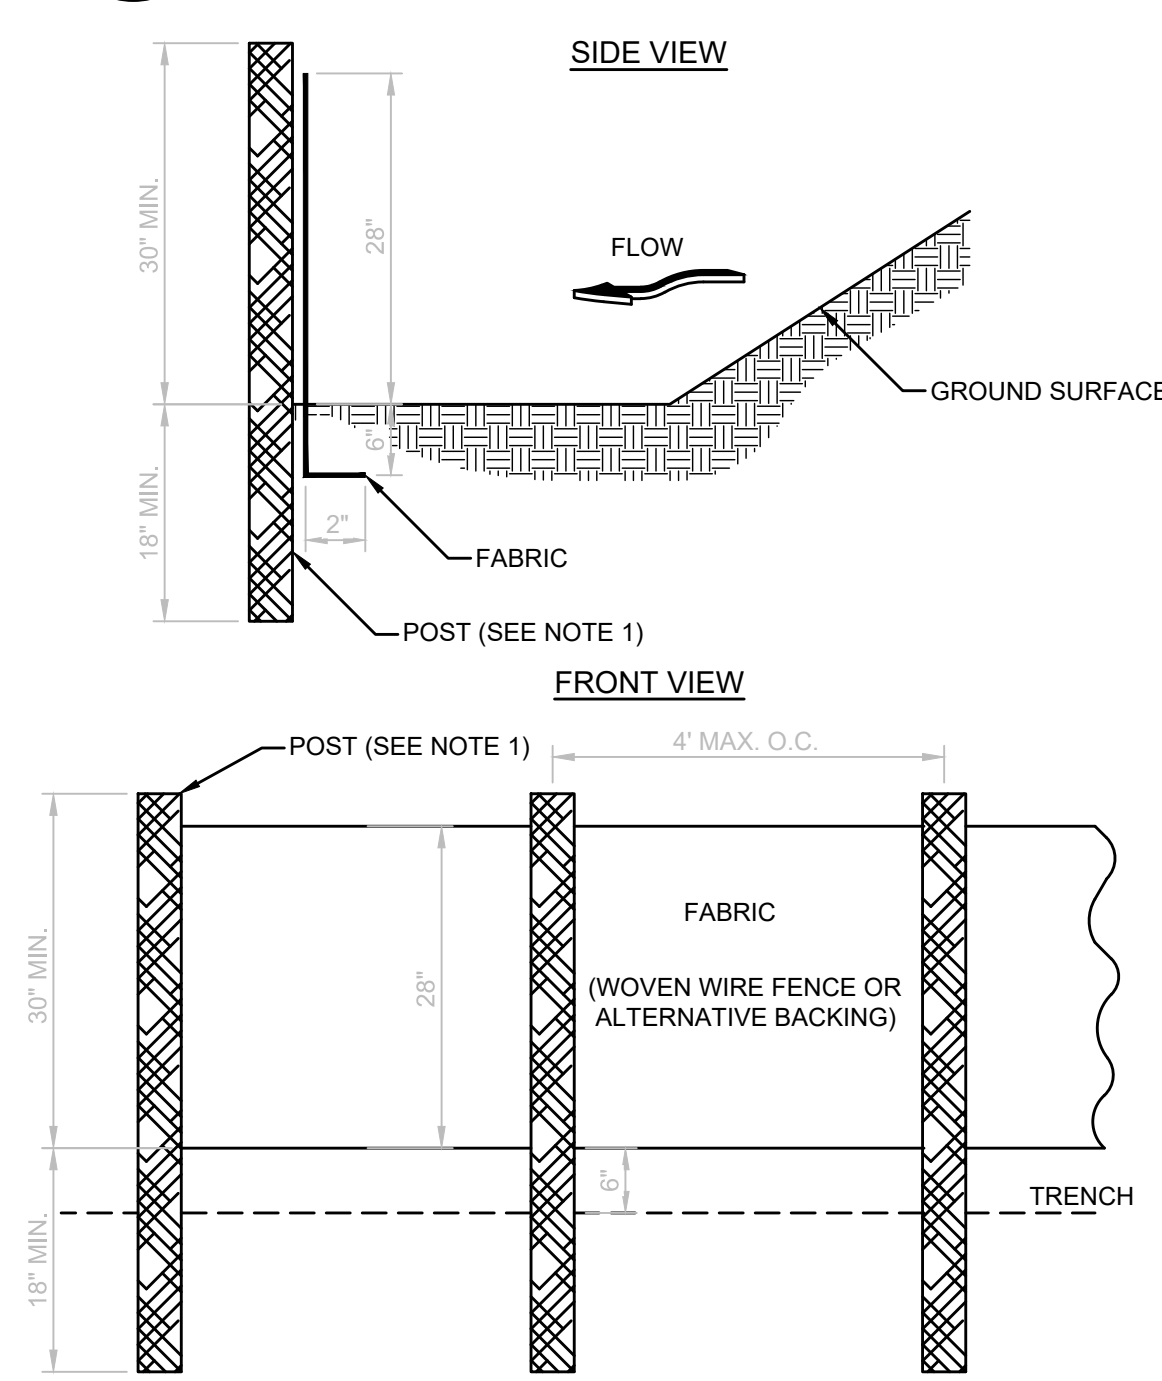 SIDE VIEW
30" MIN.
28"
FLOW
GROUND SURFACE
6"
18" MIN.
2"
FABRIC
POST (SEE NOTE 1)
FRONT VIEW
POST (SEE NOTE 1)
4' MAX. O.C.
30" MIN.
28"
FABRIC
(WOVEN WIRE FENCE OR
ALTERNATIVE BACKING)
6"
TRENCH
18" MIN.